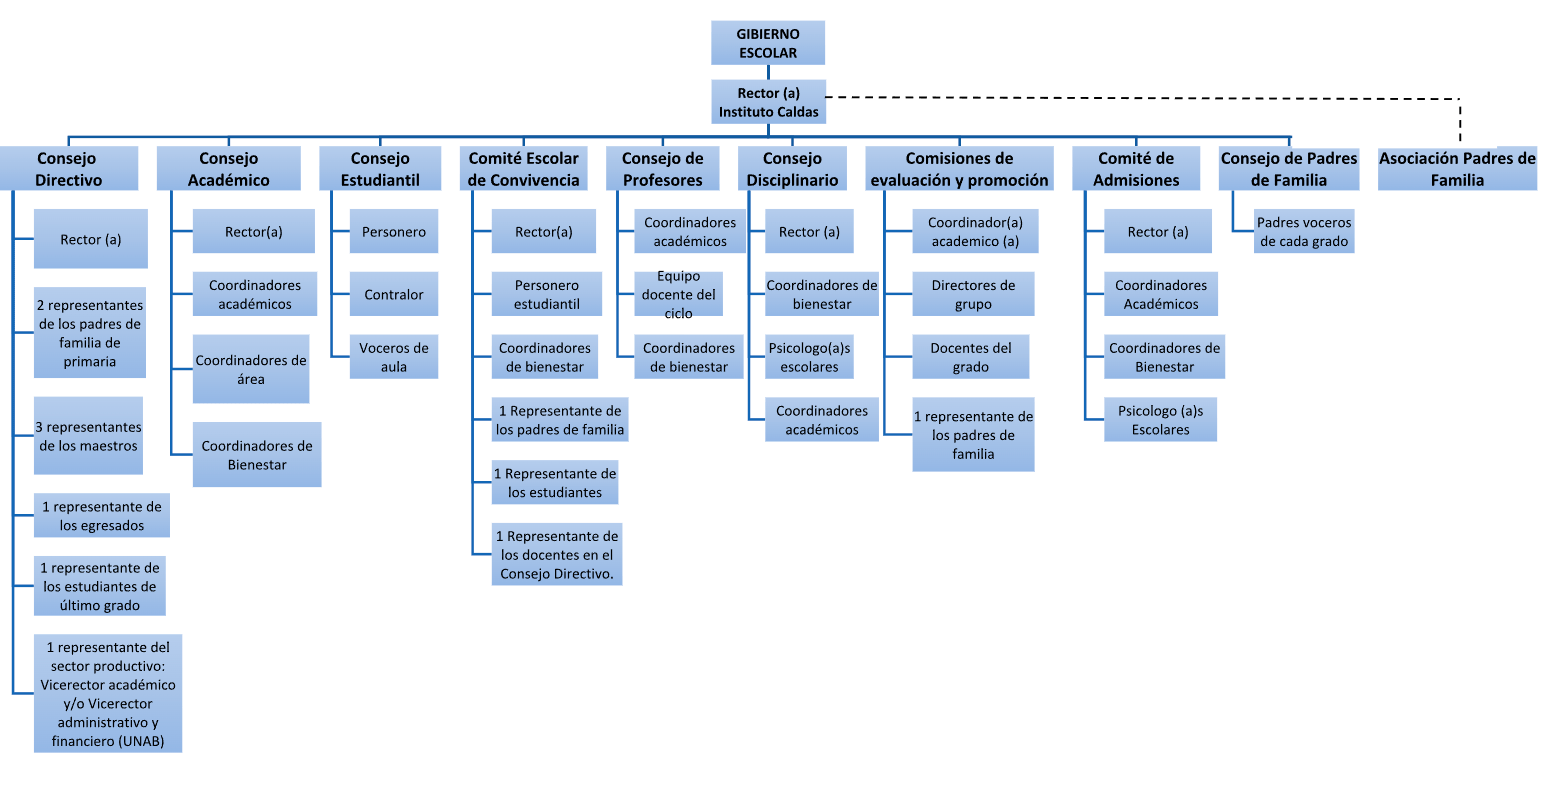 GIBIERNO
ESCOLAR
Rector (a)
Instituto Caldas
Consejo
Directivo
Rector (a)
2 representantes
de los padres de
familia de
primaria
3 representantes
de los maestros
1 representante de
los egresados
1 representante de
los estudiantes de
último grado
1 representante del
sector productivo:
Vicerector académico
y/o Vicerector
administrativo y
financiero (UNAB)
Consejo
Académico
Rector(a)
Coordinadores
académicos
Coordinadores de
área
Coordinadores de
Bienestar
Consejo
Estudiantil
Personero
Contralor
Voceros de
aula
Comité Escolar
de Convivencia
Rector(a)
Personero
estudiantil
Coordinadores
de bienestar
1 Representante de
los padres de familia
1 Representante de
los estudiantes
1 Representante de
los docentes en el
Consejo Directivo.
Consejo de
Profesores
Coordinadores
académicos
Equipo
docente del
ciclo
Coordinadores
de bienestar
Consejo
Disciplinario
Rector (a)
Coordinadores de
bienestar
Psicologo(a)s
escolares
Coordinadores
académicos
Comisiones de
evaluación y promoción
Coordinador(a)
academico (a)
Directores de
grupo
Docentes del
grado
1 representante de
los padres de
familia
Comité de
Admisiones
Rector (a)
Coordinadores
Académicos
Coordinadores de
Bienestar
Psicologo (a)s
Escolares
Consejo de Padres
de Familia
Padres voceros
de cada grado
Asociación Padres de
Familia